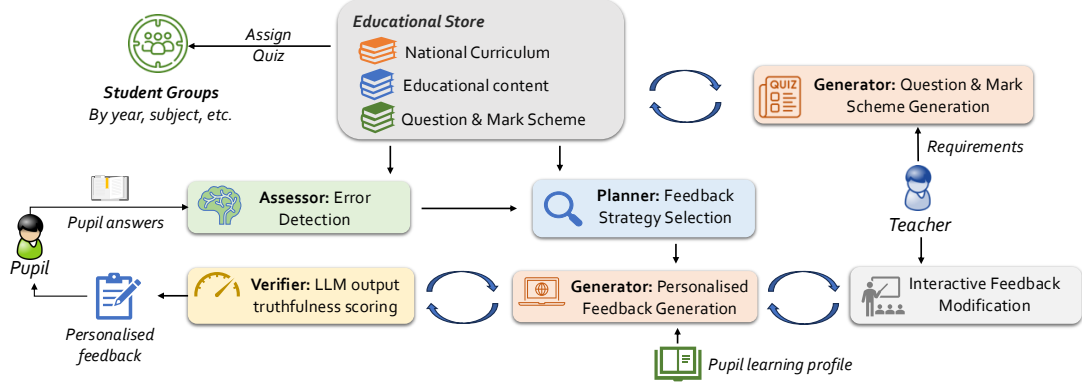 Educational Store
National Curriculum
Educational content
Question & Mark Scheme
Assign
Quiz
Student Groups
By year, subject, etc.
QUIZ
Generator: Question & Mark
Scheme Generation
Requirements
Teacher
Pupil answers
Assessor: Error
Detection
Planner: Feedback
Strategy Selection
Pupil
Personalised
feedback
Verifier: LLM output
truthfulness scoring
Generator: Personalised
Feedback Generation
Interactive Feedback
Modification
Pupil learning profile